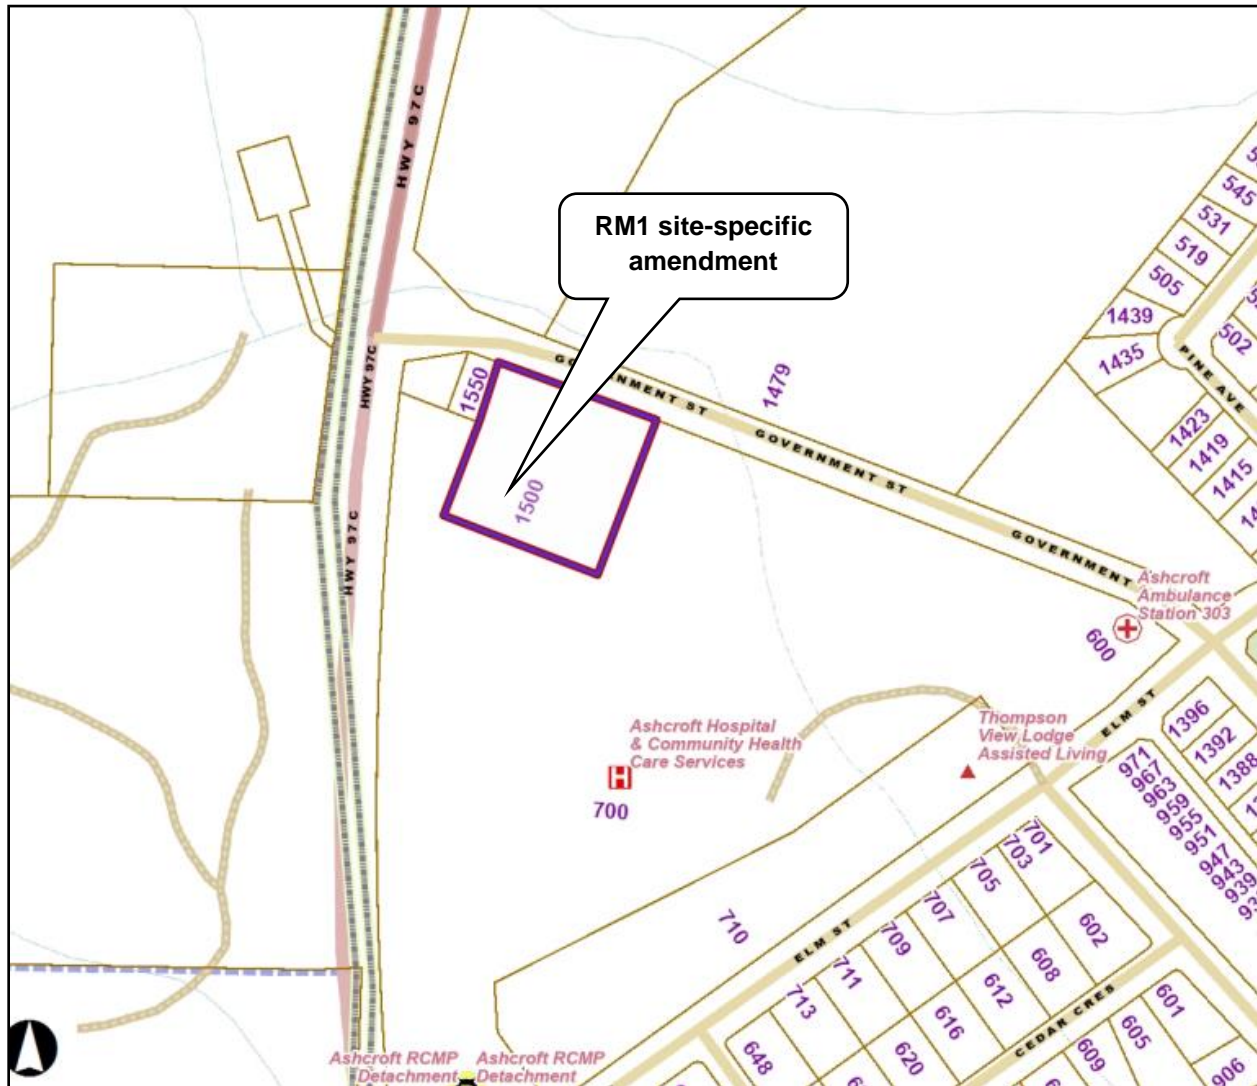 HWY 97C
RM1 site-specific
amendment
545
531
519
505
1439
1435
502
PINE AVE
1550
GOVERNMENT ST
1479
HWY 97C
GOVERNMENT ST
1423
1419
1415
1500
HWY 97C
GOVERNMENT
Ashcroft
Ambulance
Station 303
600
ELM ST
1396
1392
1388
Ashcroft Hospital
& Community Health
Care Services
H
700
Thompson
View Lodge
Assisted Living
971
967
963
959
955
951
947
943
939
701
703
705
707
709
711
713
710
ELM ST
602
608
612
616
620
648
CEDAR CRES
601
605
609
906
Ashcroft RCMP
Detachment
Ashcroft RCMP
Detachment